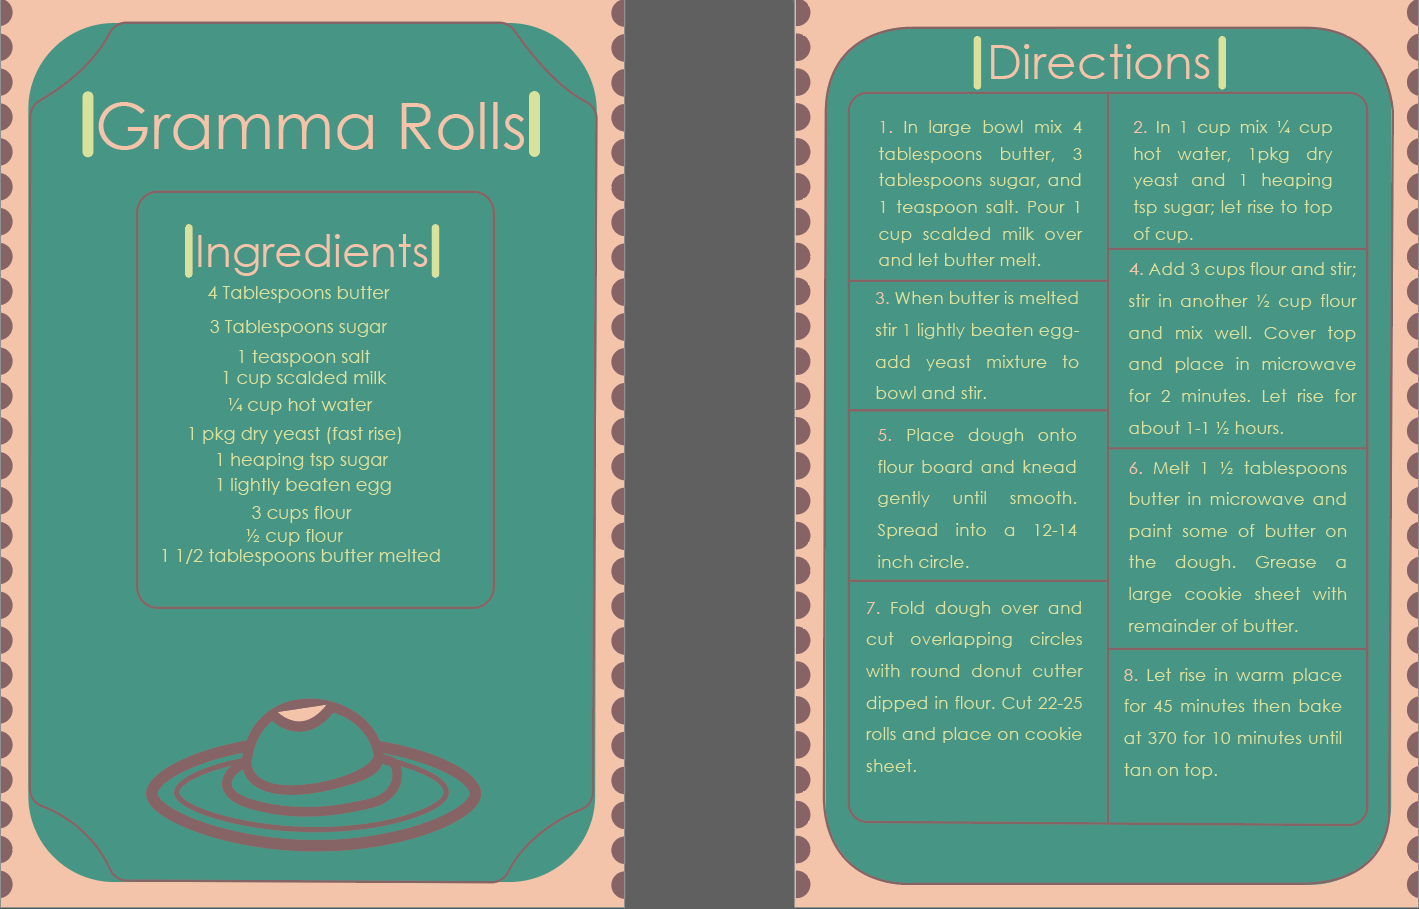 Gramma Rolls
Ingredients
4 Tablespoons butter
3 Tablespoons sugar
1 teaspoon salt
1 cup scalded milk
¼ cup hot water
1 pkg dry yeast (fast rise)
1 heaping tsp sugar
1 lightly beaten egg
3 cups flour
½ cup flour
1 1/2 tablespoons butter melted
Directions
1. In large bowl mix 4
tablespoons butter, 3
tablespoons sugar, and
1 teaspoon salt. Pour 1
cup scalded milk over
and let butter melt.
2. In 1 cup mix ¼ cup
hot water, 1pkg dry
yeast and 1 heaping
tsp sugar; let rise to top
of cup.
3. When butter is melted
stir 1 lightly beaten egg-
add yeast mixture to
bowl and stir.
4. Add 3 cups flour and stir;
stir in another ½ cup flour
and mix well. Cover top
and place in microwave
for 2 minutes. Let rise for
about 1-1 ½ hours.
5. Place dough onto
flour board and knead
gently until smooth.
Spread into a 12-14
inch circle.
6. Melt 1 ½ tablespoons
butter in microwave and
paint some of butter on
the dough. Grease a
large cookie sheet with
remainder of butter.
7. Fold dough over and
cut overlapping circles
with round donut cutter
dipped in flour. Cut 22-25
rolls and place on cookie
sheet.
8. Let rise in warm place
for 45 minutes then bake
at 370 for 10 minutes until
tan on top.